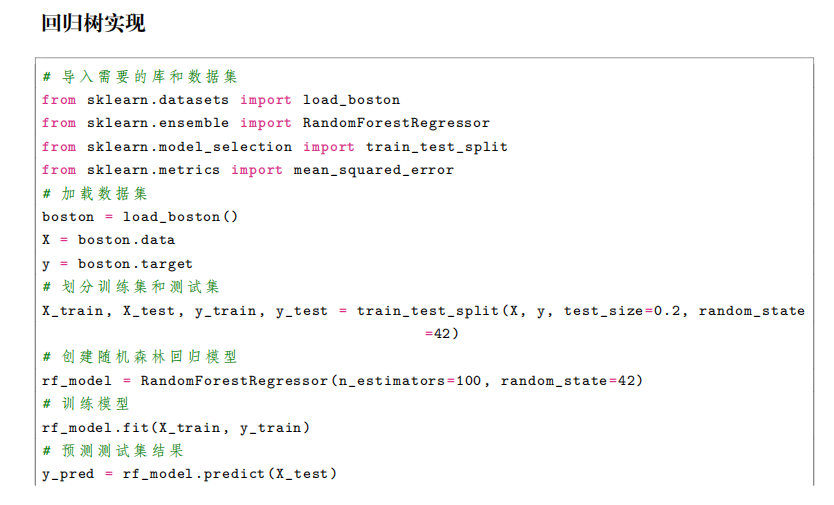 回归树实现
# 导入需要的库和数据集
from sklearn.datasets import load_boston
from sklearn.ensemble import RandomForestRegressor
from sklearn.model_selection import train_test_split
from sklearn.metrics import mean_squared_error
# 加载数据集
boston = load_boston()
X = boston.data
y = boston.target
# 划分训练集和测试集
X_train, X_test, y_train, y_test = train_test_split(X, y, test_size=0.2, random_state
=42)
# 创建随机森林回归模型
rf_model = RandomForestRegressor(n_estimators=100, random_state=42)
# 训练模型
rf_model.fit(X_train, y_train)
# 预测测试集结果
y_pred = rf_model.predict(X_test)